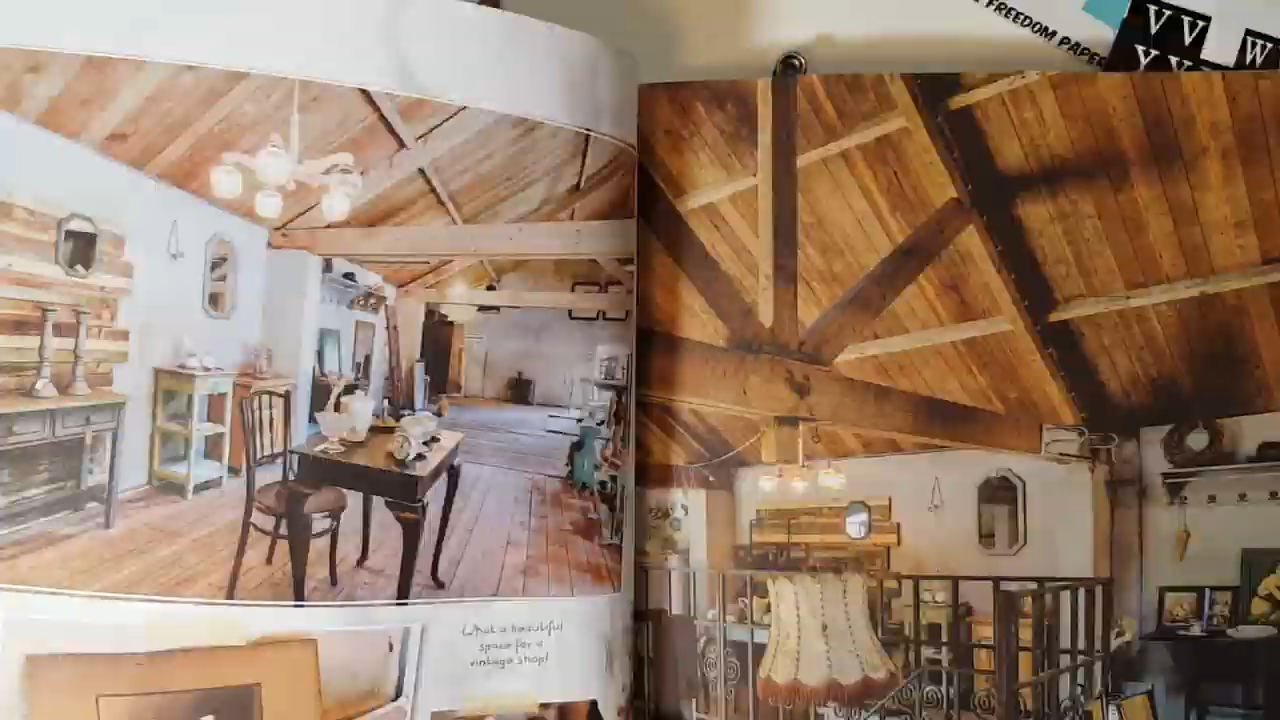 FREEDOM PAPER
V V W
Y Y
What a beautiful
space for a
vintage shop!